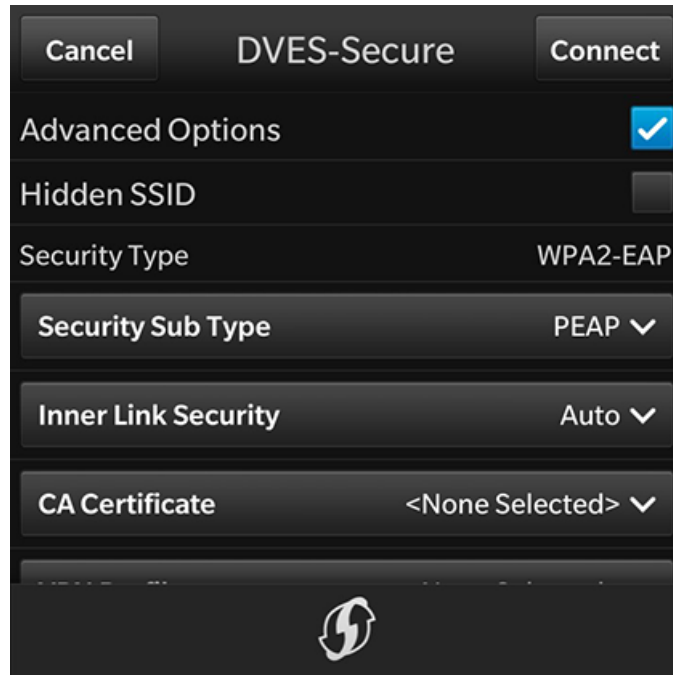 Cancel DVES-Secure Connect
Advanced Options
Hidden SSID
Security Type WPA2-EAP
Security Sub Type PEAP
Inner Link Security Auto
CA Certificate <None Selected>